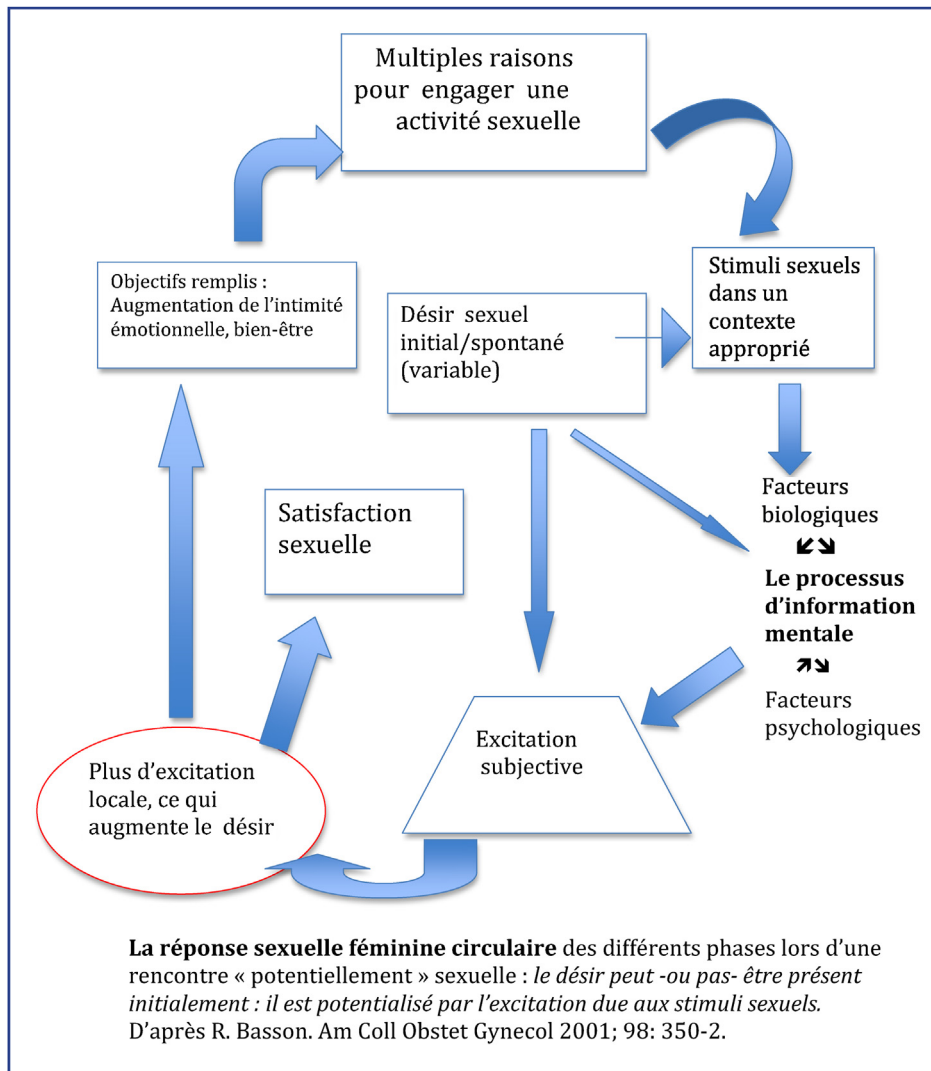 Multiples raisons
pour engager une
activité sexuelle
Objectifs remplis :
Augmentation de l'intimité
émotionnelle, bien-être
Désir sexuel
initial/spontané
(variable)
Stimuli sexuels
dans un
contexte
approprié
Satisfaction
sexuelle
Facteurs
biologiques
Le processus
d'information
mentale
Facteurs
psychologiques
Excitation
subjective
Plus d'excitation
locale, ce qui
augmente le désir
La réponse sexuelle féminine circulaire des différents phases lors d'une
rencontre « potentiellement » sexuelle : le désir peut -ou pas- être présent
initialement : il est potentialisé par l'excitation due aux stimuli sexuels.
D'après R. Basson. Am Coll Obstet Gynecol 2001; 98: 350-2.